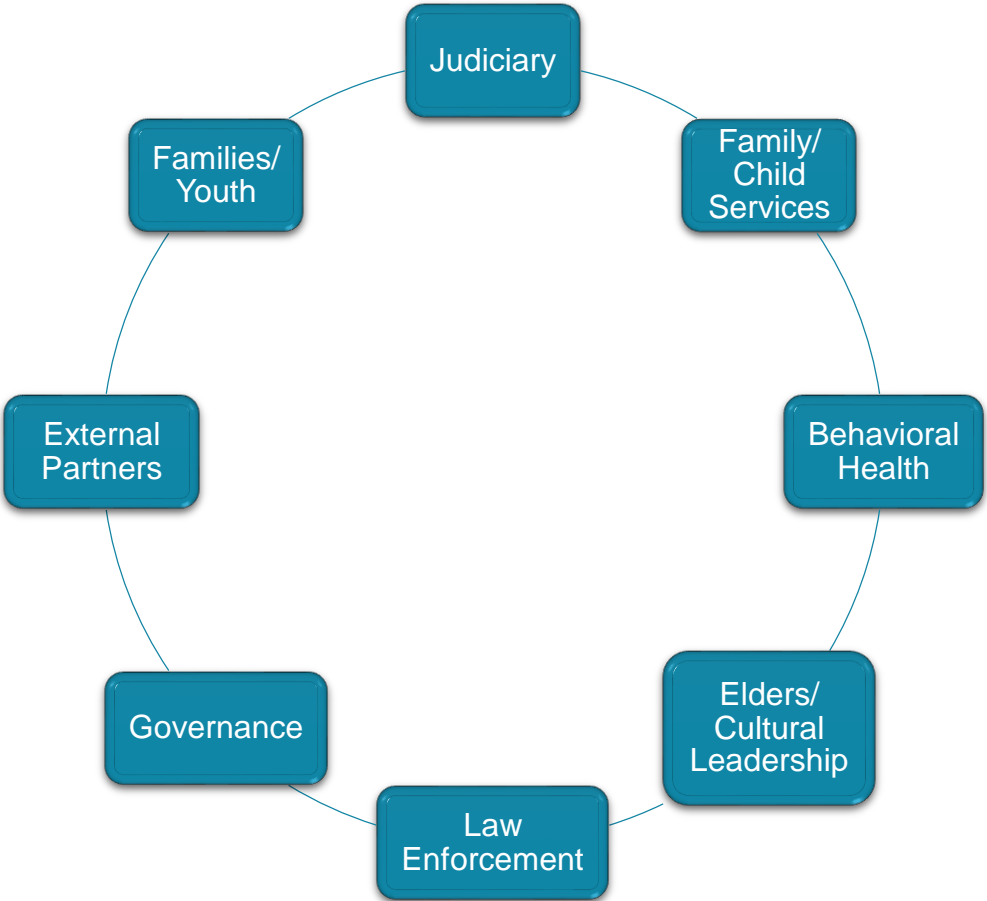 Judiciary
Family/
Child
Services
Behavioral
Health
Elders/
Cultural
Leadership
Law
Enforcement
Governance
External
Partners
Families/
Youth